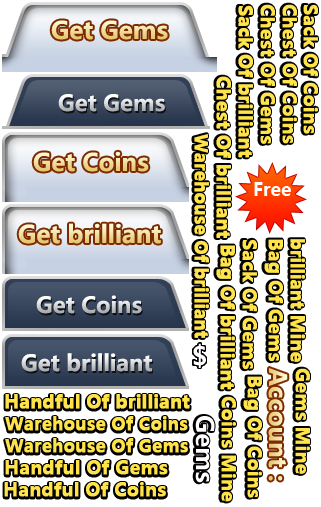 Get Gems
Get Gems
Get Coins
Get brilliant
Get Coins
Get brilliant
Handful Of brilliant
Warehouse Of Coins
Warehouse Of Gems
Handful Of Gems
Handful Of Coins
Sack Of Coins
Chest Of Coins
Chest Of Gems
Sack Of brilliant
Chest Of brilliant
Warehouse Of brilliant
$
Free
brilliant Mine
Gems Mine
Bag Of Gems
Account :
Sack Of Gems
Bag Of Coins
Bag Of brilliant
Coins Mine
Gems